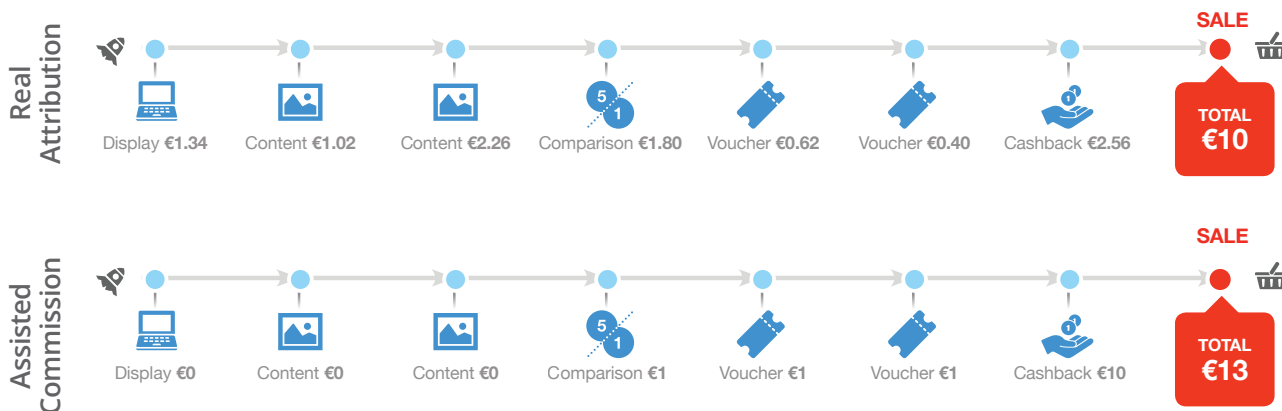 Real
Attribution
SALE
5
1
1
Display €1.34
Content €1.02
Content €2.26
Comparison €1.80
Voucher €0.62
Voucher €0.40
Cashback €2.56
TOTAL
€10
Assisted
Commission
SALE
5
1
1
Display €0
Content €0
Content €0
Comparison €1
Voucher €1
Voucher €1
Cashback €10
TOTAL
€13